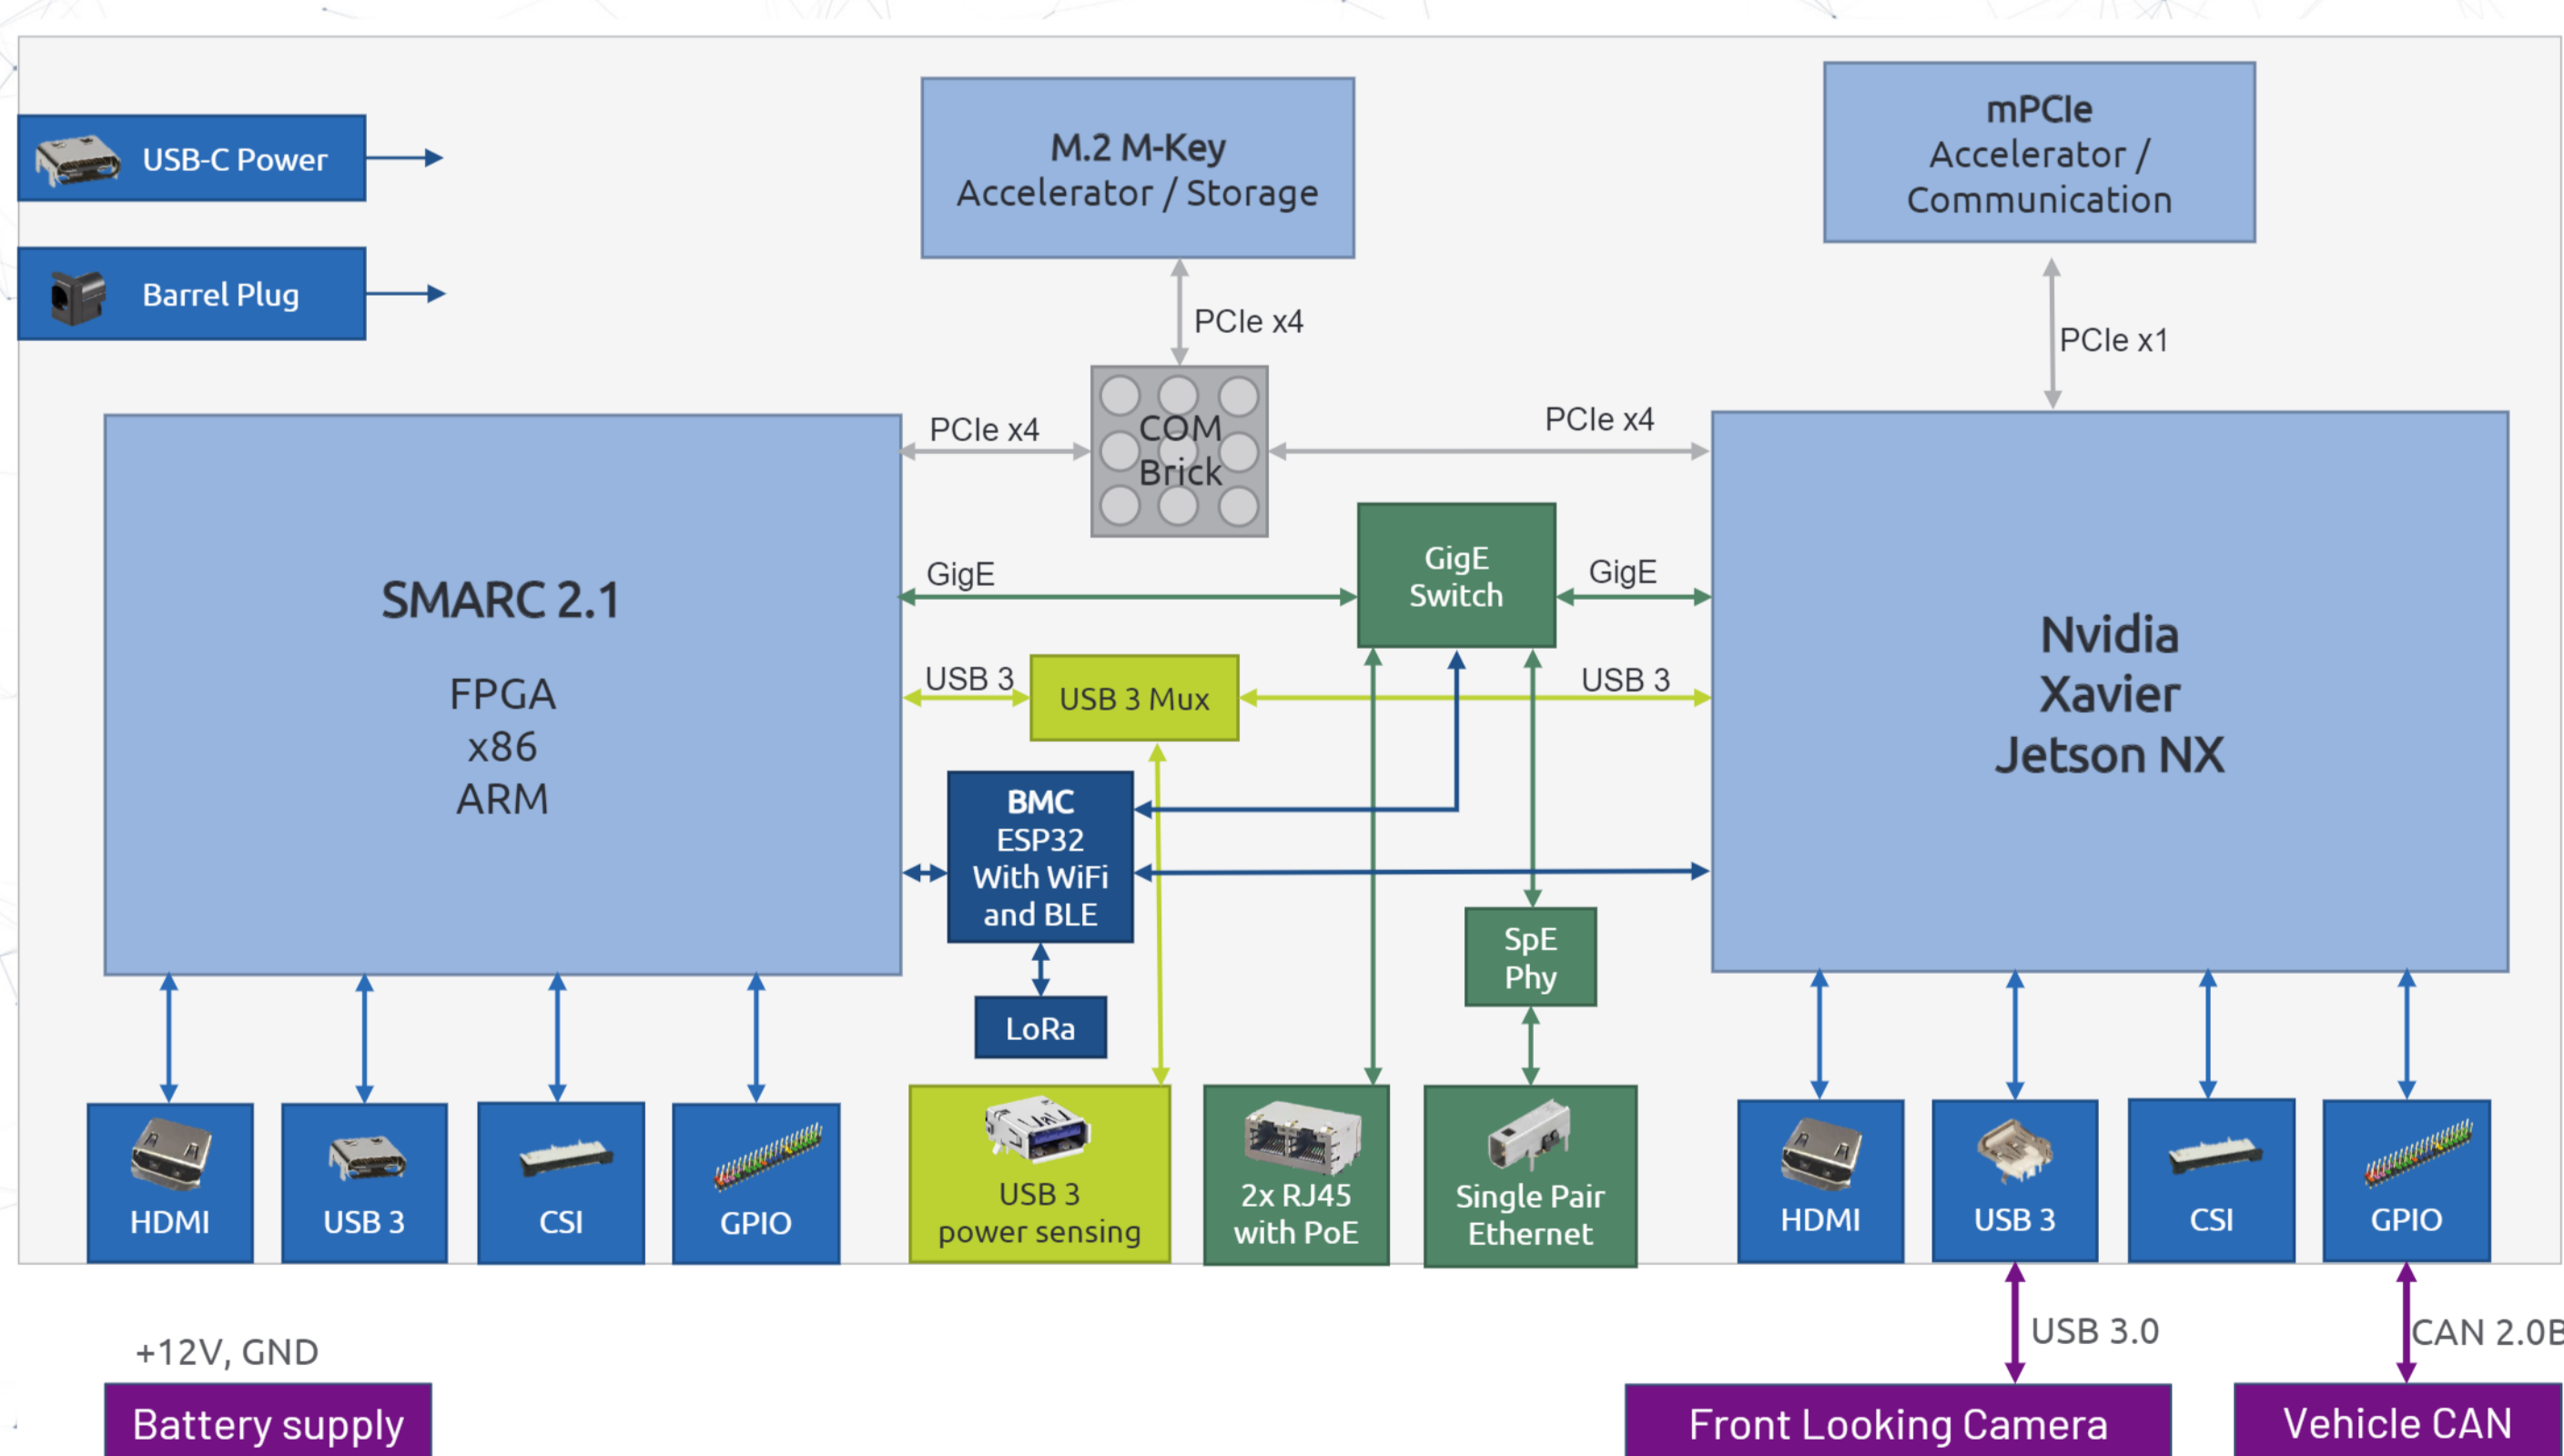 USB-C Power
Barrel Plug
M.2 M-Key
Accelerator / Storage
mPCIe
Accelerator /
Communication
PCIe x4
PCIe x1
PCIe x4
COM
Brick
PCIe x4
SMARC 2.1
FPGA
x86
ARM
GigE
GigE
Switch
GigE
USB 3
USB 3 Mux
USB 3
Nvidia
Xavier
Jetson NX
BMC
ESP32
With WiFi
and BLE
LoRa
SpE
Phy
HDMI
USB 3
CSI
GPIO
USB 3
power sensing
2x RJ45
with PoE
Single Pair
Ethernet
HDMI
USB 3
CSI
GPIO
+12V, GND
USB 3.0
CAN 2.0B
Battery supply
Front Looking Camera
Vehicle CAN